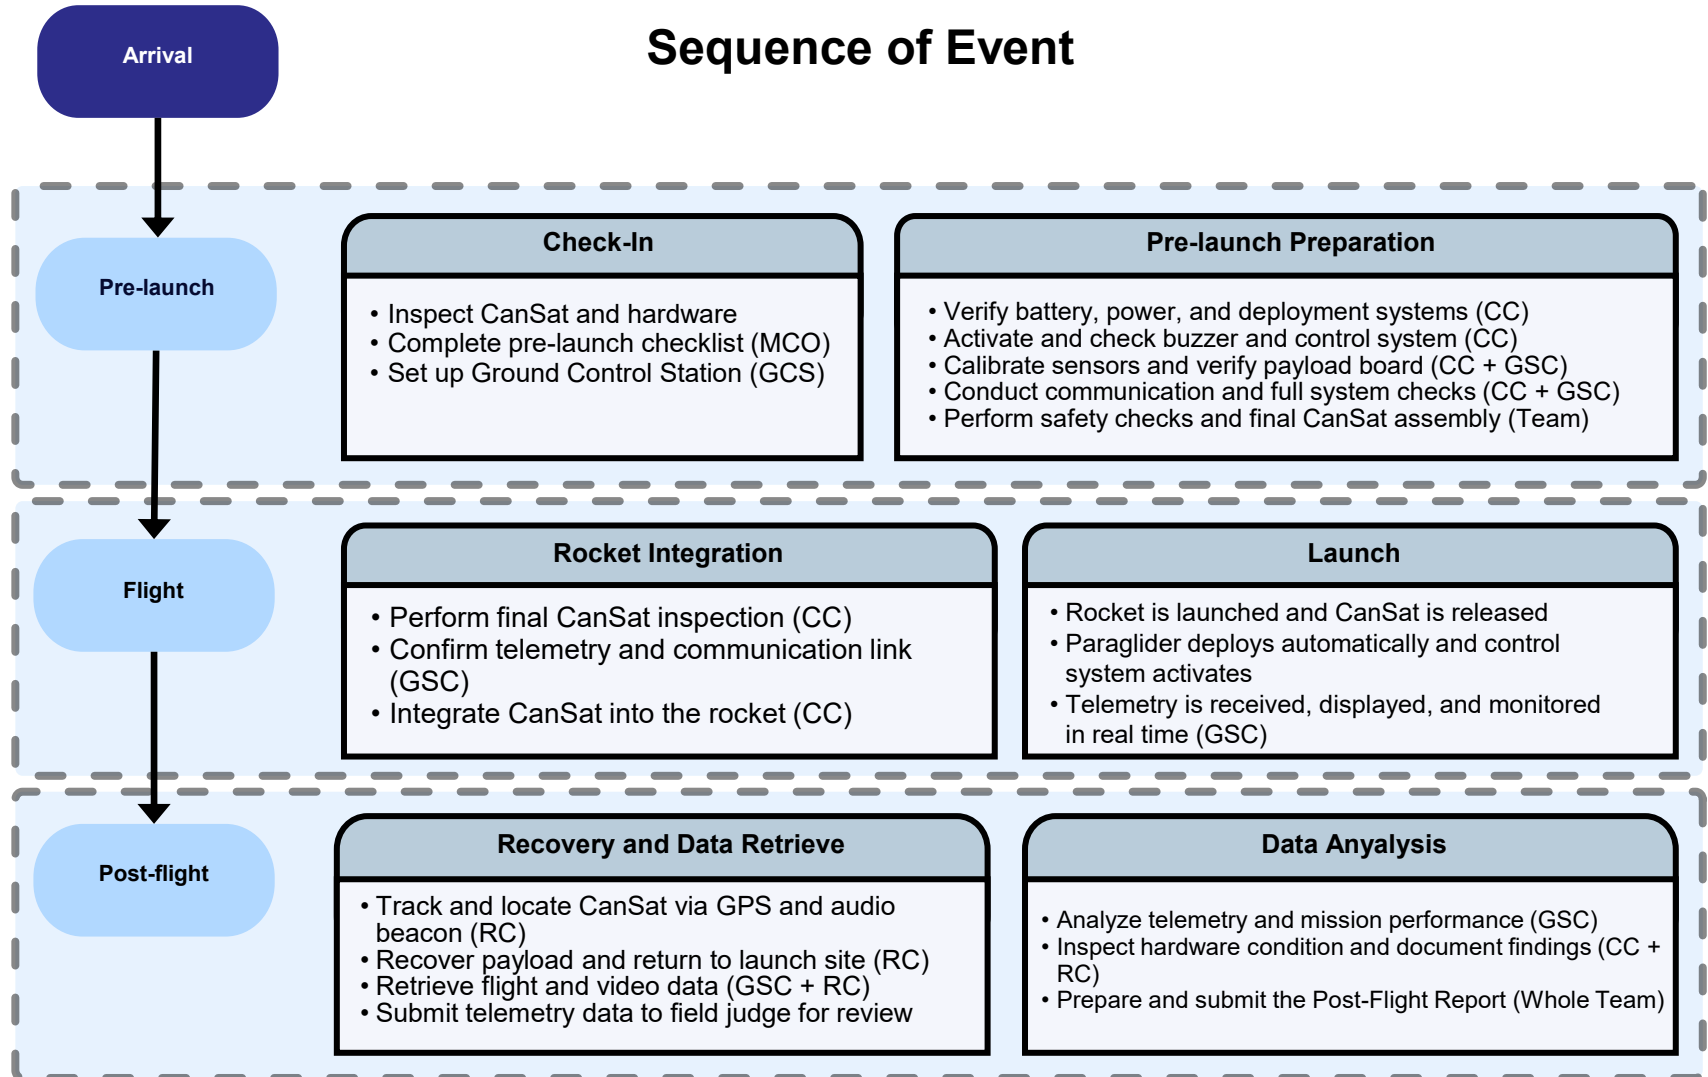 Arrival
Sequence of Event
Pre-launch
Check-In
• Inspect CanSat and hardware
• Complete pre-launch checklist (MCO)
• Set up Ground Control Station (GCS)
Pre-launch Preparation
• Verify battery, power, and deployment systems (CC)
• Activate and check buzzer and control system (CC)
• Calibrate sensors and verify payload board (CC + GSC)
• Conduct communication and full system checks (CC + GSC)
• Perform safety checks and final CanSat assembly (Team)
Flight
Rocket Integration
• Perform final CanSat inspection (CC)
• Confirm telemetry and communication link
(GSC)
• Integrate CanSat into the rocket (CC)
Launch
• Rocket is launched and CanSat is released
• Paraglider deploys automatically and control
system activates
• Telemetry is received, displayed, and monitored
in real time (GSC)
Post-flight
Recovery and Data Retrieve
• Track and locate CanSat via GPS and audio
beacon (RC)
• Recover payload and return to launch site (RC)
• Retrieve flight and video data (GSC + RC)
• Submit telemetry data to field judge for review
Data Anyalysis
• Analyze telemetry and mission performance (GSC)
• Inspect hardware condition and document findings (CC +
RC)
• Prepare and submit the Post-Flight Report (Whole Team)